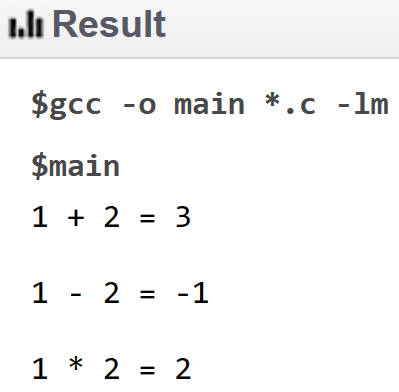 Result
$gcc -o main *.c -lm
$main
1 + 2 = 3
1 - 2 = -1
1 * 2 = 2